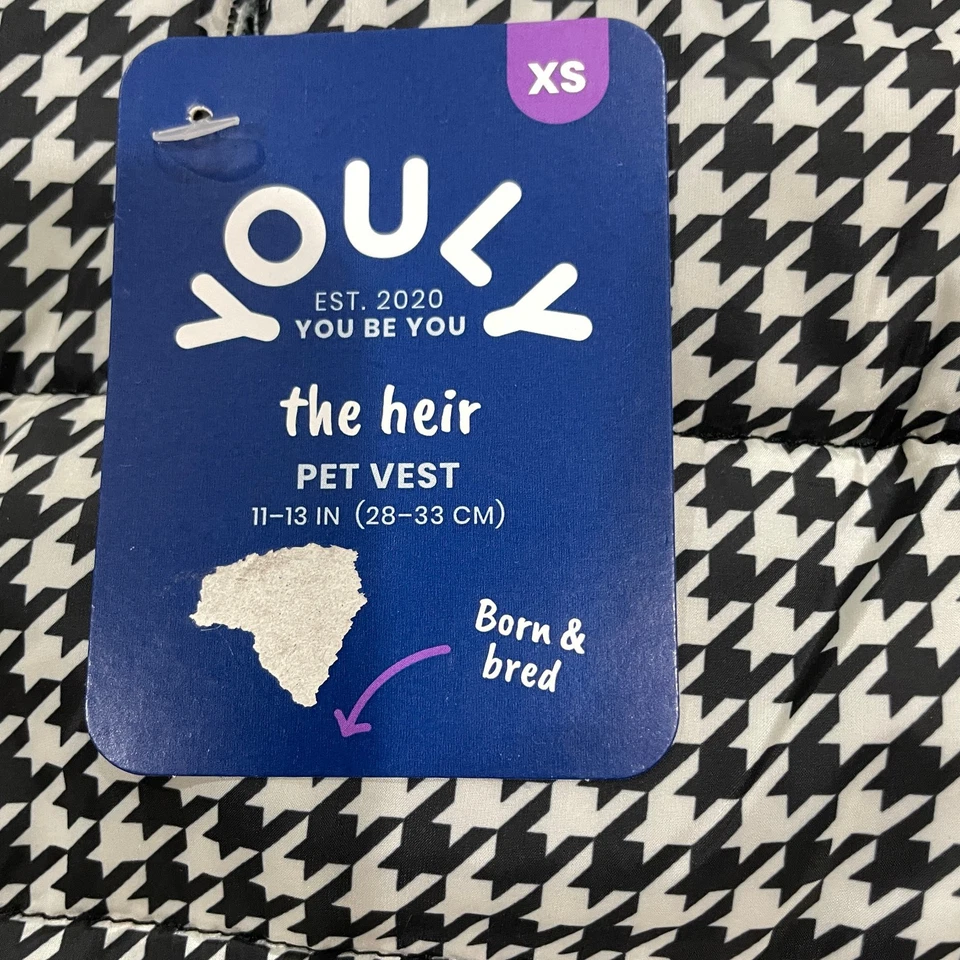 XS
YOULY
EST. 2020
YOU BE YOU
the heir
PET VEST
11–13 IN (28–33 CM)
Born &
bred